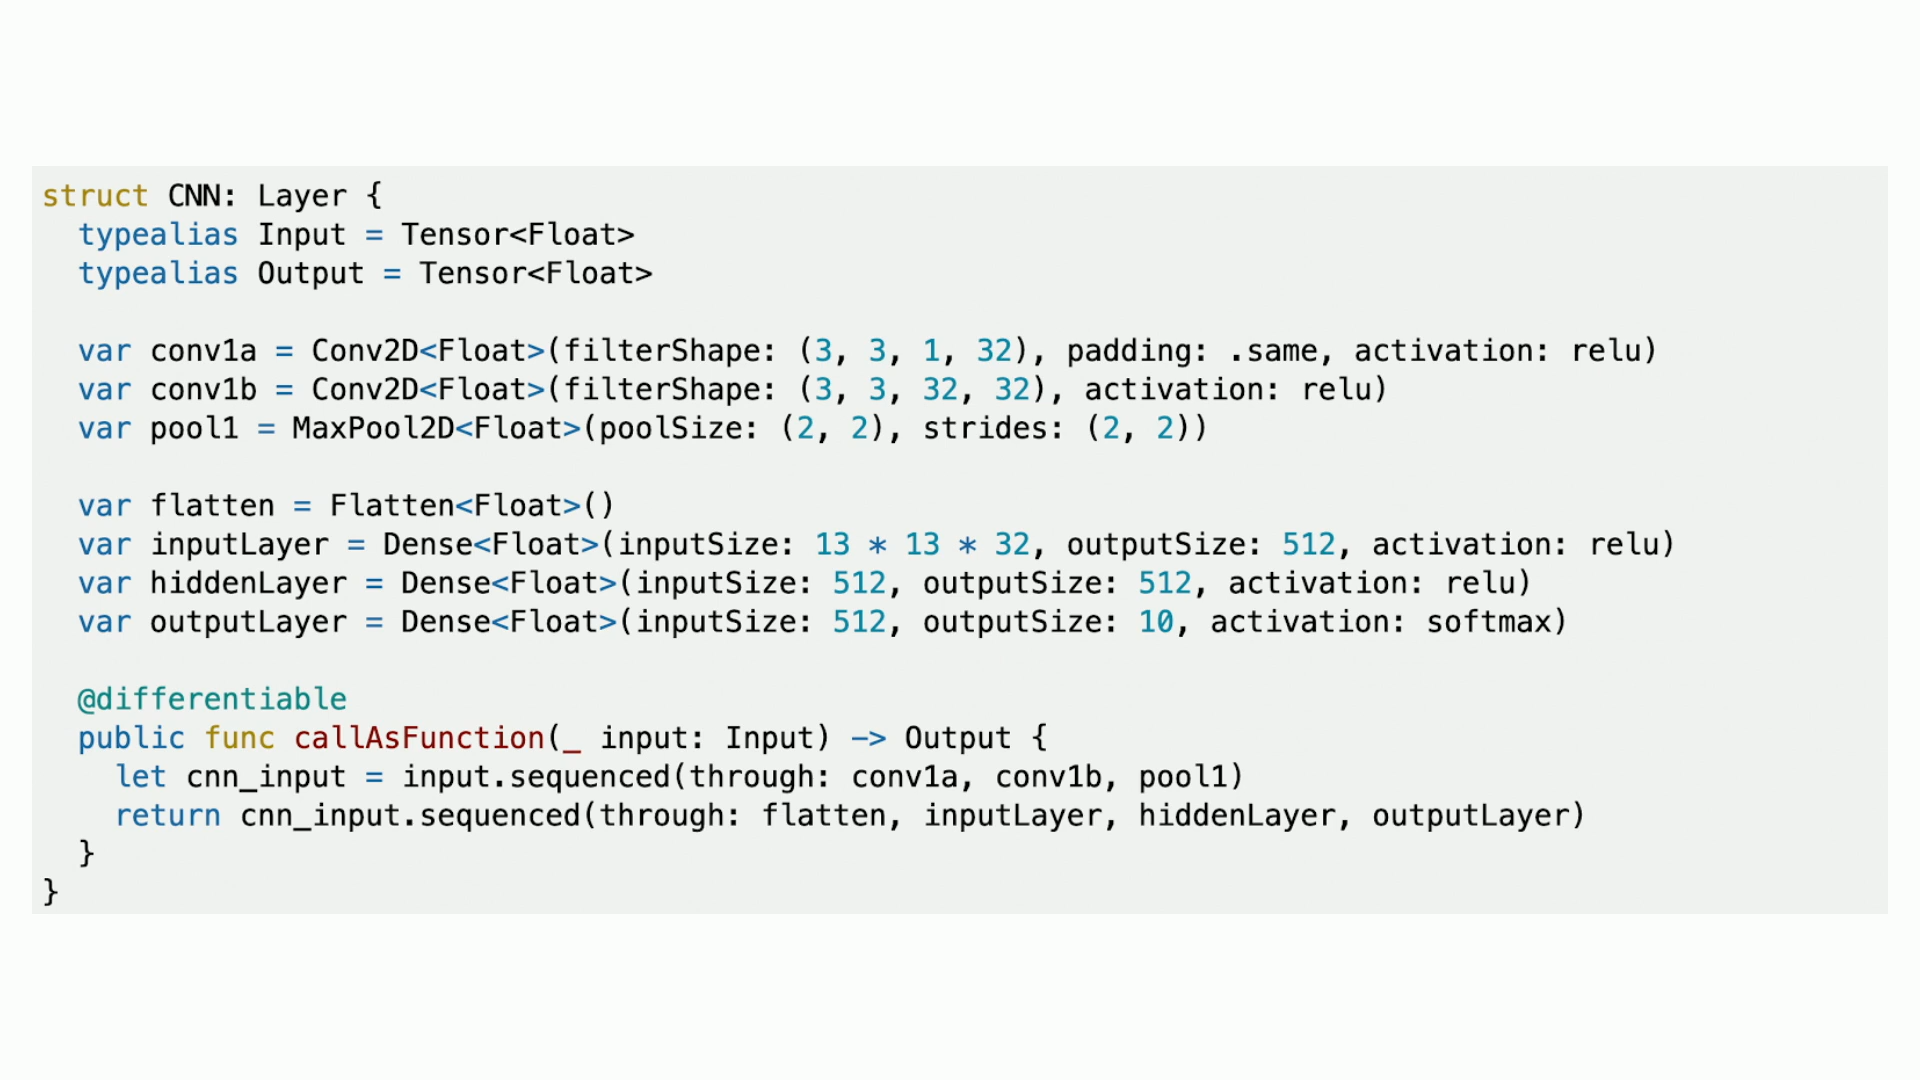 struct CNN: Layer {
  typealias Input = Tensor<Float>
  typealias Output = Tensor<Float>

  var conv1a = Conv2D<Float>(filterShape: (3, 3, 1, 32), padding: .same, activation: relu)
  var conv1b = Conv2D<Float>(filterShape: (3, 3, 32, 32), activation: relu)
  var pool1 = MaxPool2D<Float>(poolSize: (2, 2), strides: (2, 2))

  var flatten = Flatten<Float>()
  var inputLayer = Dense<Float>(inputSize: 13 * 13 * 32, outputSize: 512, activation: relu)
  var hiddenLayer = Dense<Float>(inputSize: 512, outputSize: 512, activation: relu)
  var outputLayer = Dense<Float>(inputSize: 512, outputSize: 10, activation: softmax)

  @differentiable
  public func callAsFunction(_ input: Input) -> Output {
    let cnn_input = input.sequenced(through: conv1a, conv1b, pool1)
    return cnn_input.sequenced(through: flatten, inputLayer, hiddenLayer, outputLayer)
  }
}